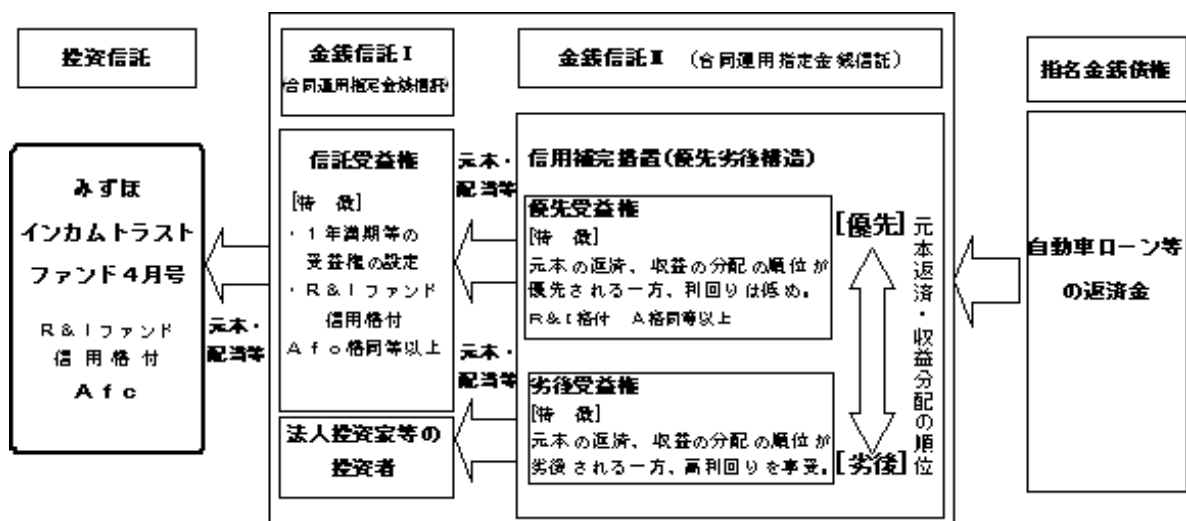 投資信託
みずほ
インカムトラスト
ファンド4月号
R&Iファンド
信用格付
Afc
元本・
配当等
金銭信託Ⅰ
(合同運用指定金銭信託)
信託受益権
[特 徴]
・1年満期等の
受益権の設定
・R&Iファンド
信用格付
Afc格同等以上
法人投資家等の
投資者
元本・
配当等
元本・
配当等
金銭信託Ⅱ (合同運用指定金銭信託)
信用補完措置(優先劣後構造)
優先受益権
[特 徴]
元本の返済、収益の分配の順位が
優先される一方、利回りは低め。
R&I格付 A格同等以上
劣後受益権
[特 徴]
元本の返済、収益の分配の順位が
劣後される一方、高利回りを享受。
[優先]
[劣後]
元本返済・収益分配の順位
指名金銭債権
自動車ローン等
の返済金